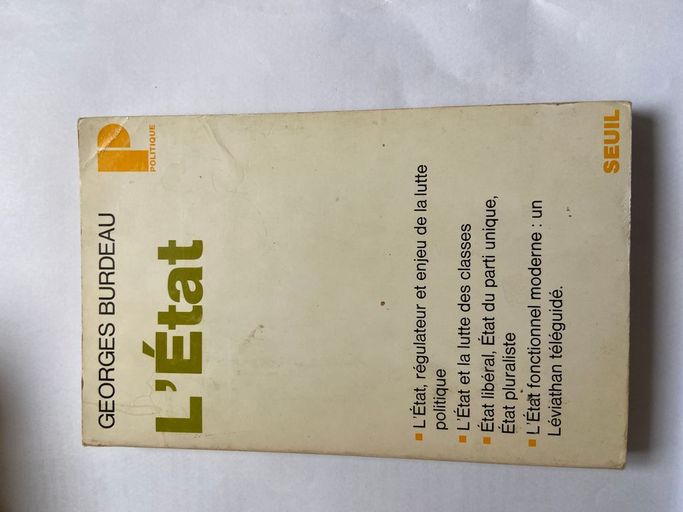 GEORGES BURDEAU
P
POLITIQUE
L'État
L'État, régulateur et enjeu de la lutte
politique
L'État et la lutte des classes
État libéral, État du parti unique,
État pluraliste
L'État fonctionnel moderne : un
Léviathan téléguidé.
SEUIL